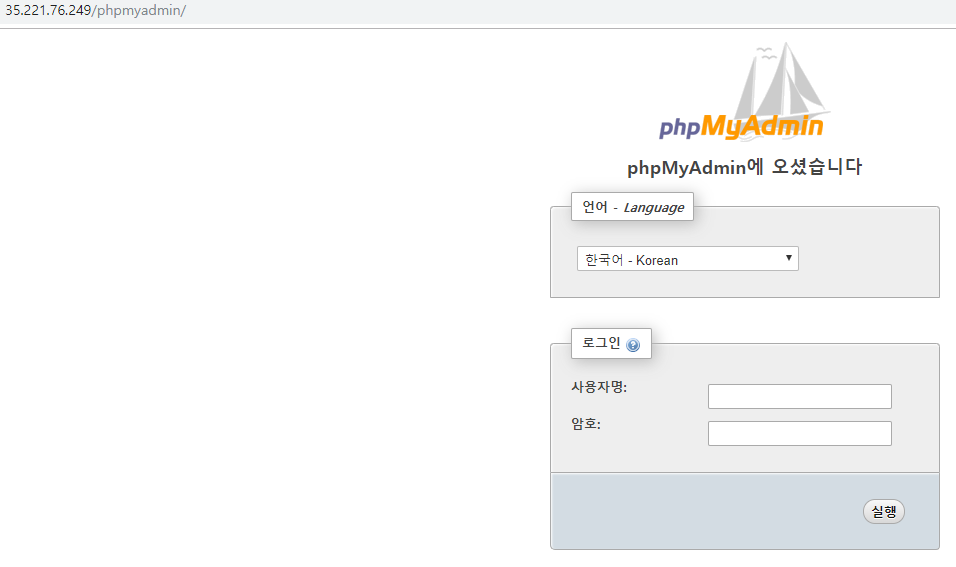 35.221.76.249/phpmyadmin/
phpMyAdmin
phpMyAdmin에 오셨습니다
언어 - Language
한국어 - Korean
로그인
사용자명:
암호:
실행